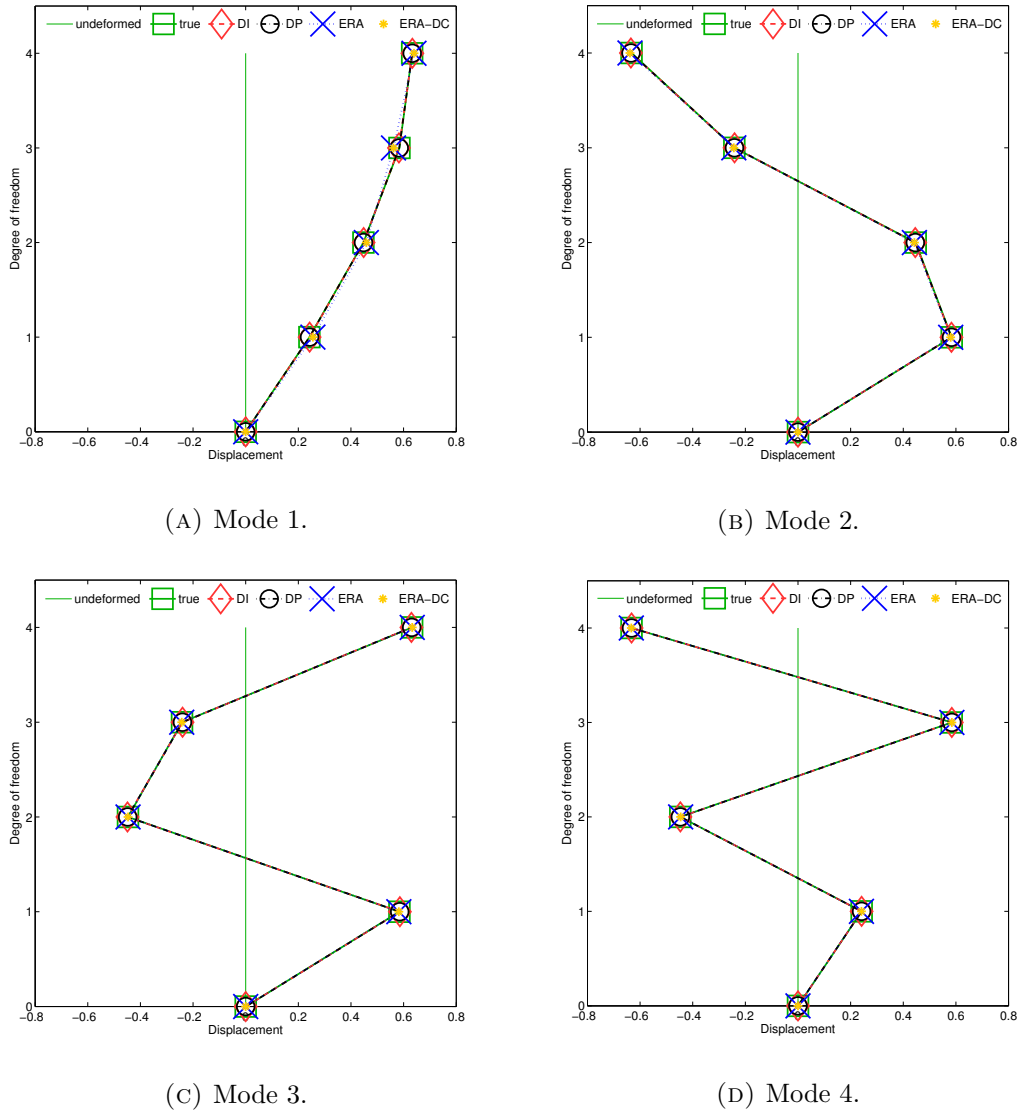 undeformed true DI DP ERA ERA−DC
4
3
2
1
0
Degree of freedom
−0.8 −0.6 −0.4 −0.2 0 0.2 0.4 0.6 0.8
Displacement
(A) Mode 1.
undeformed true DI DP ERA ERA−DC
4
3
2
1
0
Degree of freedom
−0.8 −0.6 −0.4 −0.2 0 0.2 0.4 0.6 0.8
Displacement
(B) Mode 2.
undeformed true DI DP ERA ERA−DC
4
3
2
1
0
Degree of freedom
−0.8 −0.6 −0.4 −0.2 0 0.2 0.4 0.6 0.8
Displacement
(C) Mode 3.
undeformed true DI DP ERA ERA−DC
4
3
2
1
0
Degree of freedom
−0.8 −0.6 −0.4 −0.2 0 0.2 0.4 0.6 0.8
Displacement
(D) Mode 4.